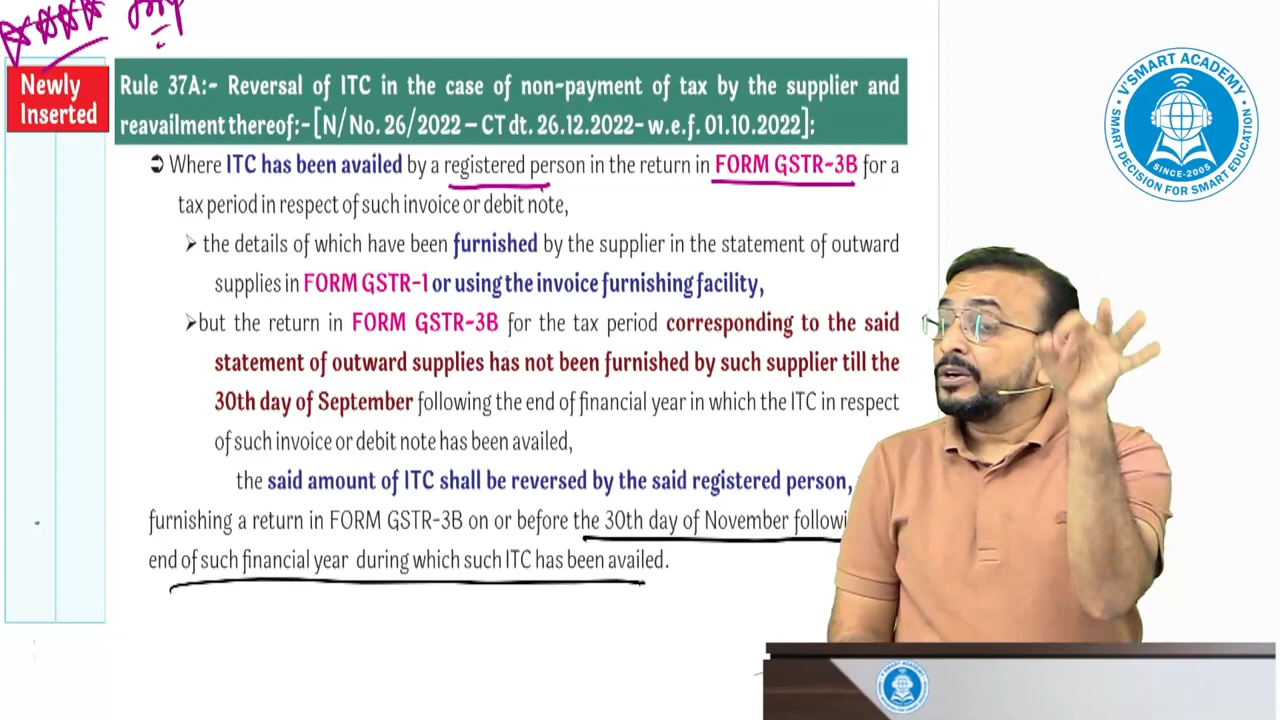 Newly
Inserted
Rule 37A:- Reversal of ITC in the case of non-payment of tax by the supplier and
reavailment thereof:- [N/No. 26/2022 – CT dt. 26.12.2022- w.e.f. 01.10.2022]:
➲ Where ITC has been availed by a registered person in the return in FORM GSTR-3B for a
tax period in respect of such invoice or debit note,
➢ the details of which have been furnished by the supplier in the statement of outward
supplies in FORM GSTR-1 or using the invoice furnishing facility,
➢but the return in FORM GSTR-3B for the tax period corresponding to the said
statement of outward supplies has not been furnished by such supplier till the
30th day of September following the end of financial year in which the ITC in respect
of such invoice or debit note has been availed,
the said amount of ITC shall be reversed by the said registered person,
furnishing a return in FORM GSTR-3B on or before the 30th day of November followi
end of such financial year during which such ITC has been availed.
V'SMART ACADEMY
SMART DECISION FOR SMART EDUCATION
SINCE-2005